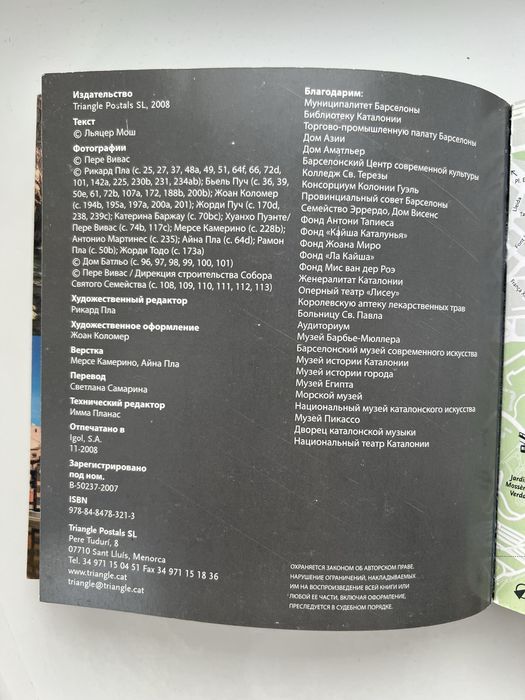 Издательство
Triangle Postals SL, 2008
Текст
© Льяцер Мош
Фотографии
© Пере Вивас
© Рикард Пла (с. 25, 27, 37, 48a, 49, 51, 64f, 66, 72d,
101, 142a, 225, 230b, 231, 234ab); Бьель Пуч (с. 36, 39,
50e, 61, 72b, 107a, 172, 188b, 200b); Жоан Коломер
(с. 194b, 195a, 197a, 200a, 201); Жорди Пуч (с. 170d,
238, 239c); Катерина Баржау (с. 70bc); Хуанхо Пуэнте/
Пере Вивас (с. 74b, 117c); Мерсе Камерино (с. 228b);
Антонио Мартинес (с. 235); Айна Пла (с. 64d); Рамон
Пла (с. 50b); Жорди Тодо (с. 173a)
© Дом Батльо (с. 96, 97, 98, 99, 100, 101)
© Пере Вивас / Дирекция строительства Собора
Святого Семейства (с. 108, 109, 110, 111, 112, 113)
Художественный редактор
Рикард Пла
Художественное оформление
Жоан Коломер
Верстка
Мерсе Камерино, Айна Пла
Перевод
Светлана Самарина
Технический редактор
Имма Планас
Отпечатано в
Igol, S.A.
11-2008
Зарегистрировано
под ном.
B-50237-2007
ISBN
978-84-8478-321-3
Triangle Postals SL
Pere Tudurí, 8
07710 Sant Lluís, Menorca
Tel. 34 971 15 04 51 Fax 34 971 15 18 36
www.triangle.cat
triangle@triangle.cat
Благодарим:
Муниципалитет Барселоны
Библиотеку Каталонии
Торгово-промышленную палату Барселоны
Дом Азии
Дом Аматльер
Барселонский Центр современной культуры
Колледж Св. Терезы
Консорциум Колонии Гуэль
Провинциальный совет Барселоны
Семейство Эрреро, Дом Висенс
Фонд Антони Тапиеса
Фонд «Кайша Каталунья»
Фонд Жоана Миро
Фонд «Ла Кайша»
Фонд Мис ван дер Роэ
Женералитат Каталонии
Оперный театр «Лисеу»
Королевскую аптеку лекарственных трав
Больницу Св. Павла
Аудиториум
Музей Барбье-Мюллера
Барселонский музей современного искусства
Музей истории Каталонии
Музей истории города
Музей Египта
Морской музей
Национальный музей каталонского искусства
Музей Пикассо
Дворец каталонской музыки
Национальный театр Каталонии
ОХРАНЯЕТСЯ ЗАКОНОМ ОБ АВТОРСКОМ ПРАВЕ.
НАРУШЕНИЕ ОГРАНИЧЕНИЙ, НАКЛАДЫВАЕМЫХ
ИМ НА ВОСПРОИЗВЕДЕНИЕ ВСЕЙ КНИГИ ИЛИ
ЛЮБОЙ ЕЕ ЧАСТИ, ВКЛЮЧАЯ ОФОРМЛЕНИЕ,
ПРЕСЛЕДУЕТСЯ В СУДЕБНОМ ПОРЯДКЕ.
Jardi
Mossèn
Verda